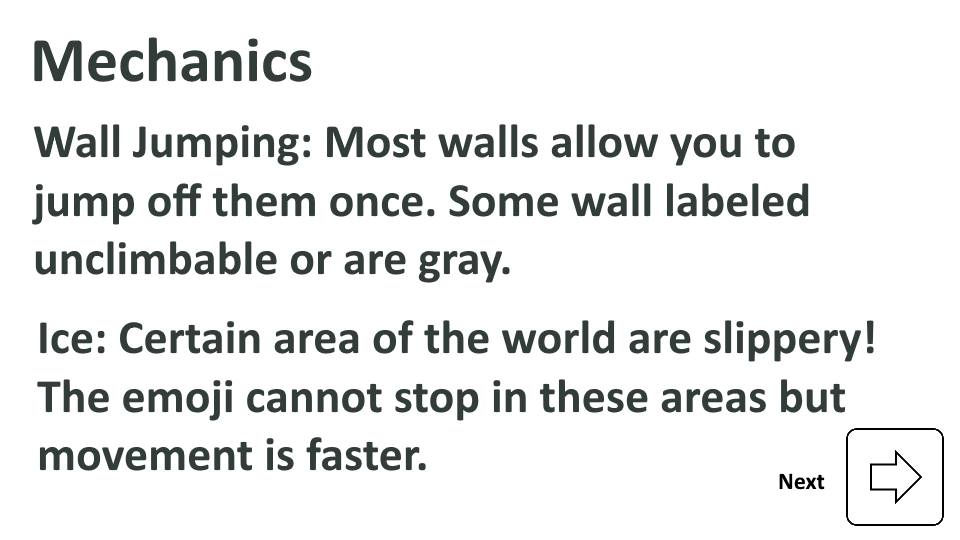 Mechanics
Wall Jumping: Most walls allow you to
jump off them once. Some wall labeled
unclimbable or are gray.
Ice: Certain area of the world are slippery!
The emoji cannot stop in these areas but
movement is faster.
Next